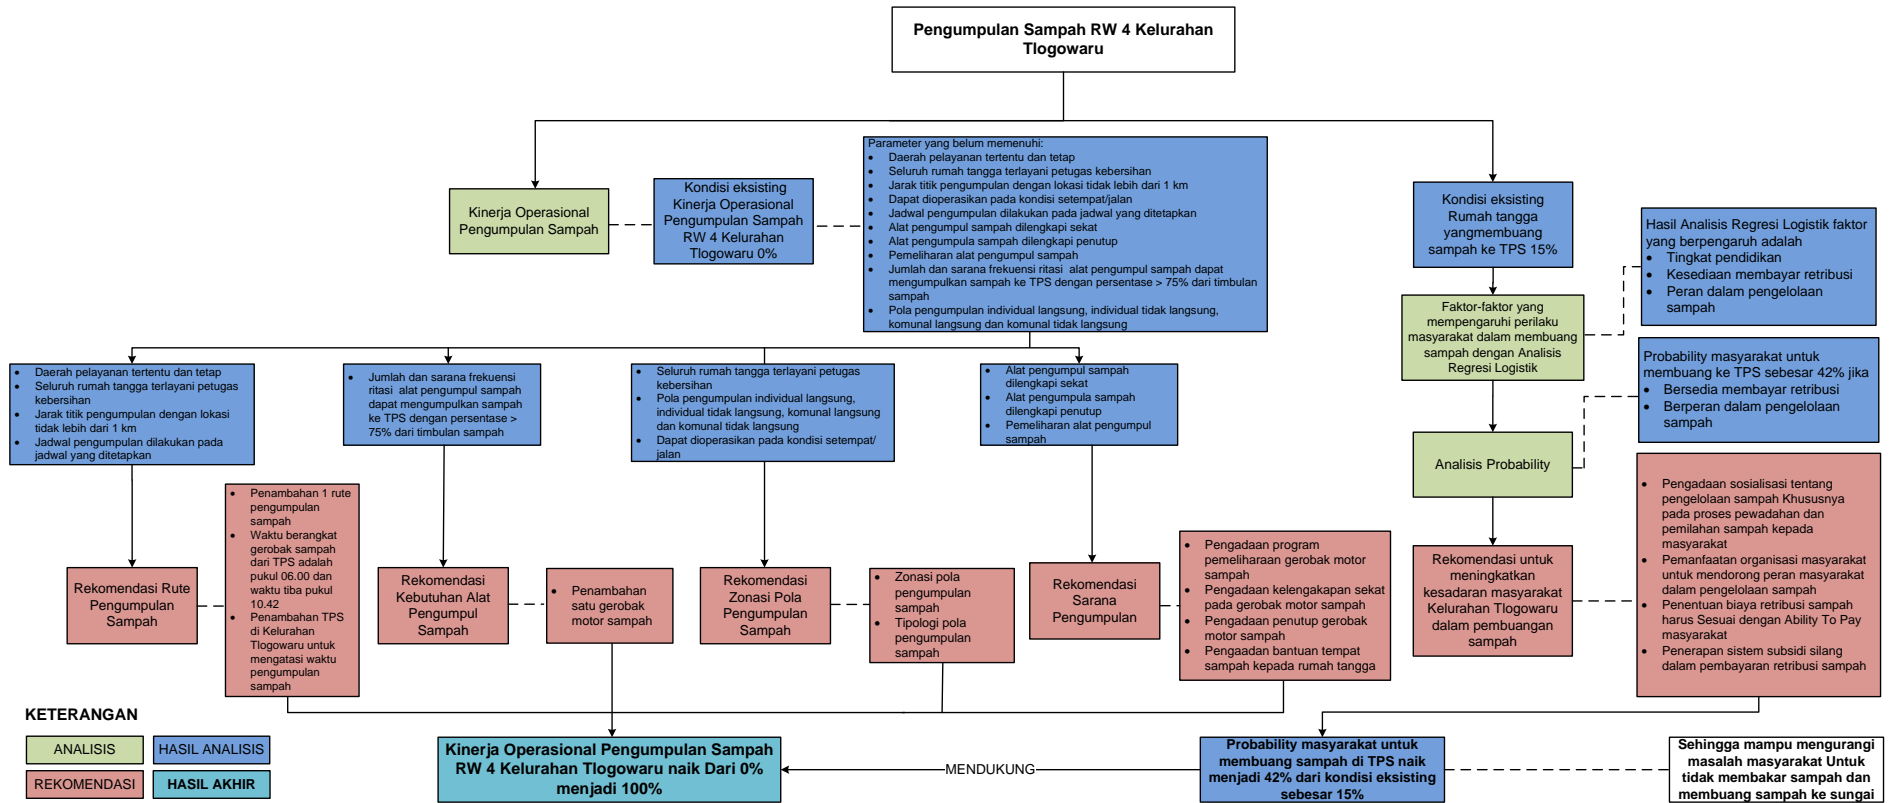 Pengumpulan Sampah RW 4 Kelurahan
Tlogowaru
Kinerja Operasional
Pengumpulan Sampah
Kondisi eksisting
Kinerja Operasional
Pengumpulan Sampah
RW 4 Kelurahan
Tlogowaru 0%
Parameter yang belum memenuhi:
• Daerah pelayanan tertentu dan tetap
• Seluruh rumah tangga terlayani petugas kebersihan
• Jarak titik pengumpulan dengan lokasi tidak lebih dari 1 km
• Dapat dioperasikan pada kondisi setempat/jalan
• Jadwal pengumpulan dilakukan pada jadwal yang ditetapkan
• Alat pengumpul sampah dilengkapi sekat
• Alat pengumpula sampah dilengkapi penutup
• Pemeliharan alat pengumpul sampah
• Jumlah dan sarana frekuensi ritasi alat pengumpul sampah dapat
mengumpulkan sampah ke TPS dengan persentase > 75% dari timbulan
sampah
• Pola pengumpulan individual langsung, individual tidak langsung,
komunal langsung dan komunal tidak langsung
Kondisi eksisting
Rumah tangga
yangmembuang
sampah ke TPS 15%
Hasil Analisis Regresi Logistik faktor
yang berpengaruh adalah
• Tingkat pendidikan
• Kesediaan membayar retribusi
• Peran dalam pengelolaan
sampah
Faktor-faktor yang
mempengaruhi perilaku
masyarakat dalam membuang
sampah dengan Analisis
Regresi Logistik
Probability masyarakat untuk
membuang ke TPS sebesar 42% jika
• Bersedia membayar retribusi
• Berperan dalam pengelolaan
sampah
Analisis Probability
• Daerah pelayanan tertentu dan tetap
• Seluruh rumah tangga terlayani petugas
kebersihan
• Jarak titik pengumpulan dengan lokasi
tidak lebih dari 1 km
• Jadwal pengumpulan dilakukan pada
jadwal yang ditetapkan
• Jumlah dan sarana frekuensi
ritasi alat pengumpul sampah
dapat mengumpulkan sampah
ke TPS dengan persentase >
75% dari timbulan sampah
• Seluruh rumah tangga terlayani petugas
kebersihan
• Pola pengumpulan individual langsung,
individual tidak langsung, komunal langsung
dan komunal tidak langsung
• Dapat dioperasikan pada kondisi setempat/
jalan
• Alat pengumpul sampah
dilengkapi sekat
• Alat pengumpula sampah
dilengkapi penutup
• Pemeliharan alat pengumpul
sampah
Rekomendasi Rute
Pengumpulan
Sampah
• Penambahan 1 rute
pengumpulan
sampah
• Waktu berangkat
gerobak sampah
dari TPS adalah
pukul 06.00 dan
waktu tiba pukul
10.42
• Penambahan TPS
di Kelurahan
Tlogowaru untuk
mengatasi waktu
pengumpulan
sampah
Rekomendasi
Kebutuhan Alat
Pengumpul
Sampah
• Penambahan
satu gerobak
motor sampah
Rekomendasi
Zonasi Pola
Pengumpulan
Sampah
• Zonasi pola
pengumpulan
sampah
• Tipologi pola
pengumpulan
sampah
Rekomendasi
Sarana
Pengumpulan
• Pengadaan program
pemeliharaan gerobak motor
sampah
• Pengadaan kelengakapan sekat
pada gerobak motor sampah
• Pengadaan penutup gerobak
motor sampah
• Pengaadan bantuan tempat
sampah kepada rumah tangga
Rekomendasi untuk
meningkatkan
kesadaran masyarakat
Kelurahan Tlogowaru
dalam pembuangan
sampah
• Pengadaan sosialisasi tentang
pengelolaan sampah Khususnya
pada proses pewadahan dan
pemilahan sampah kepada
masyarakat
• Pemanfaatan organisasi masyarakat
untuk mendorong peran masyarakat
dalam pengelolaan sampah
• Penentuan biaya retribusi sampah
harus Sesuai dengan Ability To Pay
masyarakat
• Penerapan sistem subsidi silang
dalam pembayaran retribusi sampah
KETERANGAN
ANALISIS
HASIL ANALISIS
REKOMENDASI
HASIL AKHIR
Kinerja Operasional Pengumpulan Sampah
RW 4 Kelurahan Tlogowaru naik Dari 0%
menjadi 100%
MENDUKUNG
Probability masyarakat untuk
membuang sampah di TPS naik
menjadi 42% dari kondisi eksisting
sebesar 15%
Sehingga mampu mengurangi
masalah masyarakat Untuk
tidak membakar sampah dan
membuang sampah ke sungai